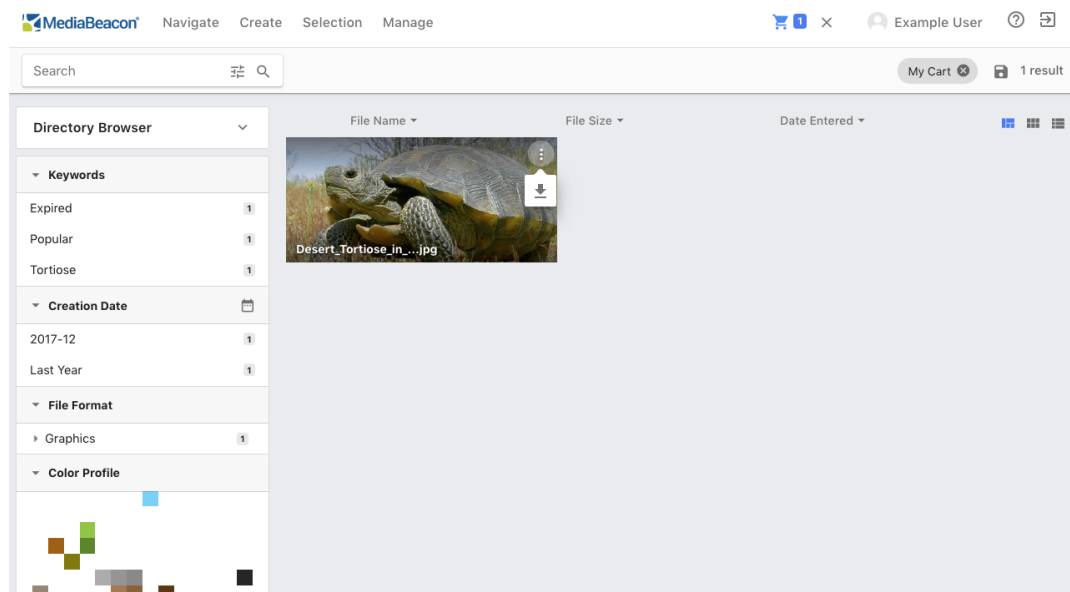 MediaBeacon®
Navigate Create Selection Manage
1
Example User
Search
My Cart
1 result
Directory Browser
File Name
File Size
Date Entered
Keywords
Expired 1
Popular 1
Tortiose 1
Creation Date
2017-12 1
Last Year 1
File Format
Graphics 1
Color Profile
Desert_Tortiose_in_...jpg